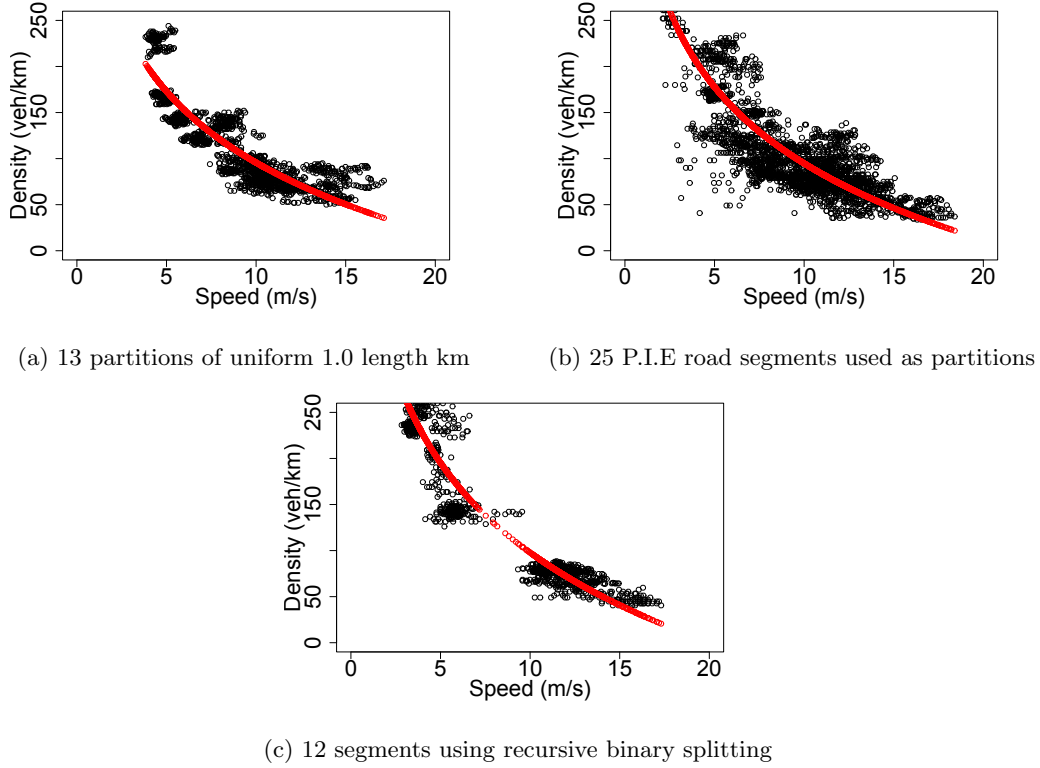 250
150
50
0
Density (veh/km)
0 5 10 15 20
Speed (m/s)
(a) 13 partitions of uniform 1.0 length km
250
150
50
0
Density (veh/km)
0 5 10 15 20
Speed (m/s)
(b) 25 P.I.E road segments used as partitions
250
150
50
0
Density (veh/km)
0 5 10 15 20
Speed (m/s)
(c) 12 segments using recursive binary splitting